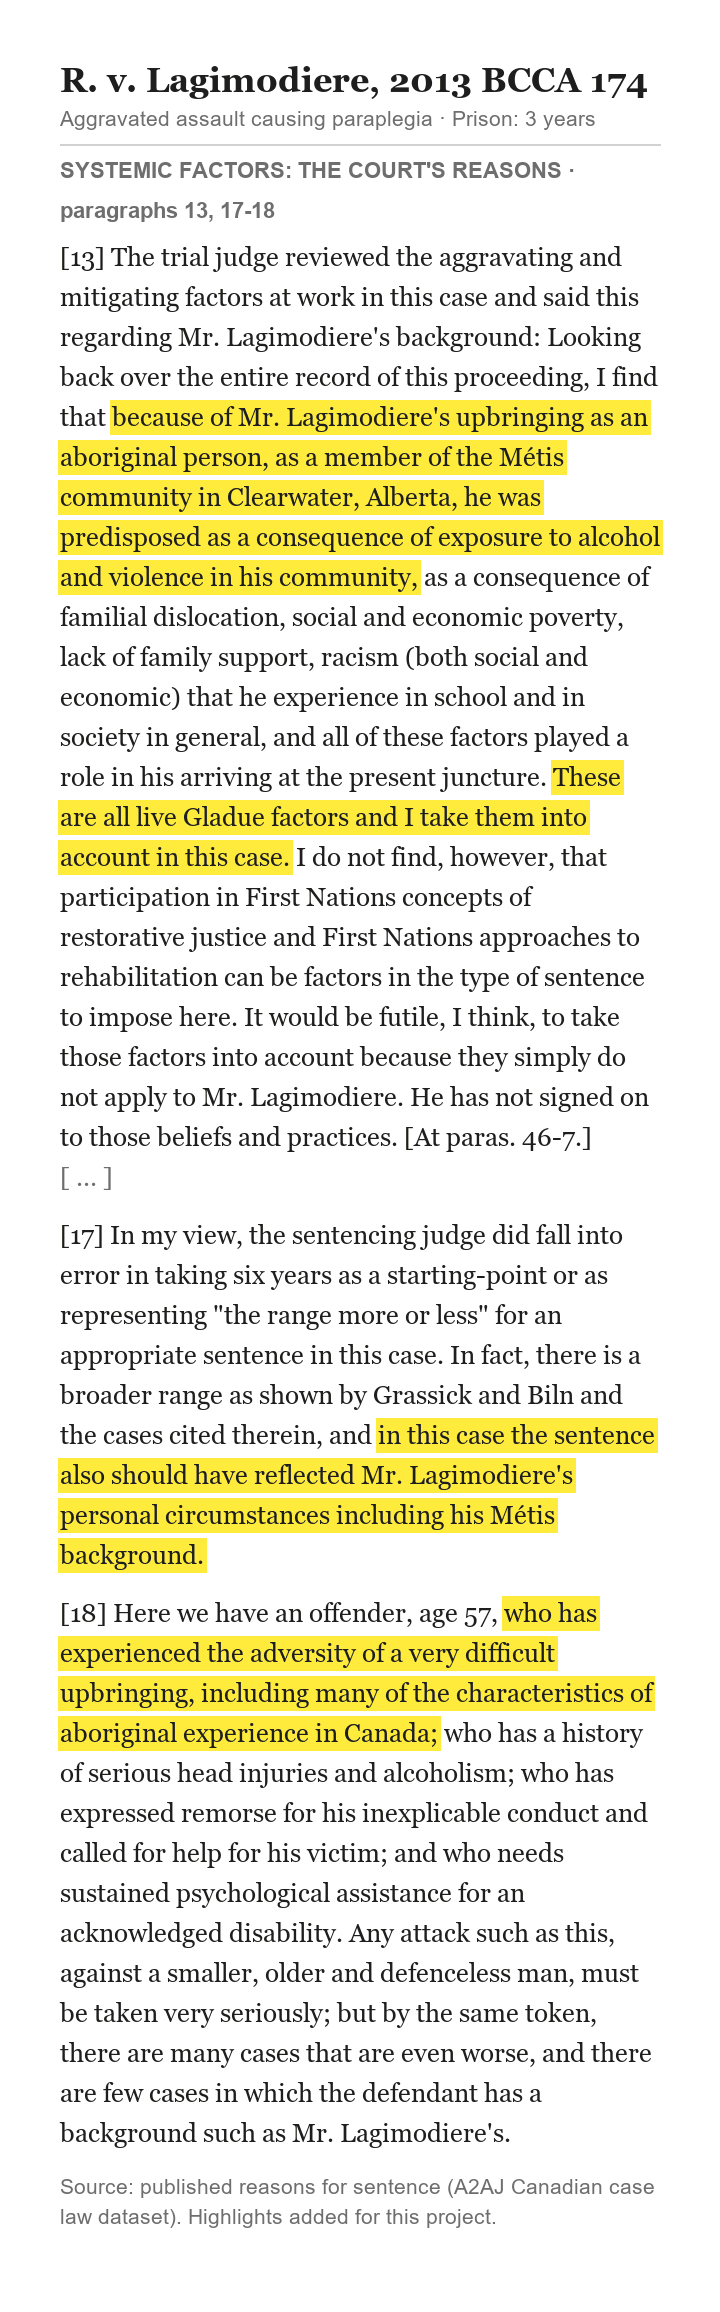 R. v. Lagimodiere, 2013 BCCA 174
Aggravated assault causing paraplegia · Prison: 3 years
SYSTEMIC FACTORS: THE COURT'S REASONS ·
paragraphs 13, 17-18
[13] The trial judge reviewed the aggravating and
mitigating factors at work in this case and said this
regarding Mr. Lagimodiere's background: Looking
back over the entire record of this proceeding, I find
that because of Mr. Lagimodiere's upbringing as an
aboriginal person, as a member of the Métis
community in Clearwater, Alberta, he was
predisposed as a consequence of exposure to alcohol
and violence in his community, as a consequence of
familial dislocation, social and economic poverty,
lack of family support, racism (both social and
economic) that he experience in school and in
society in general, and all of these factors played a
role in his arriving at the present juncture. These
are all live Gladue factors and I take them into
account in this case. I do not find, however, that
participation in First Nations concepts of
restorative justice and First Nations approaches to
rehabilitation can be factors in the type of sentence
to impose here. It would be futile, I think, to take
those factors into account because they simply do
not apply to Mr. Lagimodiere. He has not signed on
to those beliefs and practices. [At paras. 46-7.]
[ ... ]
[17] In my view, the sentencing judge did fall into
error in taking six years as a starting-point or as
representing "the range more or less" for an
appropriate sentence in this case. In fact, there is a
broader range as shown by Grassick and Biln and
the cases cited therein, and in this case the sentence
also should have reflected Mr. Lagimodiere's
personal circumstances including his Métis
background.
[18] Here we have an offender, age 57, who has
experienced the adversity of a very difficult
upbringing, including many of the characteristics of
aboriginal experience in Canada; who has a history
of serious head injuries and alcoholism; who has
expressed remorse for his inexplicable conduct and
called for help for his victim; and who needs
sustained psychological assistance for an
acknowledged disability. Any attack such as this,
against a smaller, older and defenceless man, must
be taken very seriously; but by the same token,
there are many cases that are even worse, and there
are few cases in which the defendant has a
background such as Mr. Lagimodiere's.
Source: published reasons for sentence (A2AJ Canadian case
law dataset). Highlights added for this project.